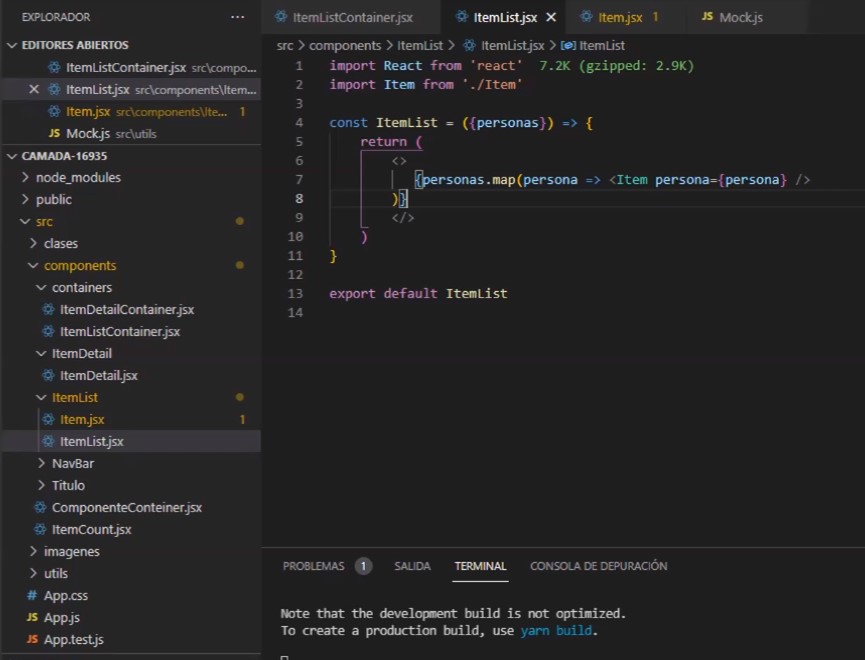 EXPLORADOR ...
EDITORES ABIERTOS
ItemListContainer.jsx src\compo...
ItemList.jsx src\components\Item...
Item.jsx src\components\Ite... 1
JS Mock.js src\utils
CAMADA-16935
node_modules
public
src
clases
components
containers
ItemDetailContainer.jsx
ItemListContainer.jsx
ItemDetail
ItemDetail.jsx
ItemList
Item.jsx 1
ItemList.jsx
NavBar
Titulo
ComponenteConteiner.jsx
ItemCount.jsx
imagenes
utils
# App.css
JS App.js
JS App.test.js
ItemListContainer.jsx ItemList.jsx Item.jsx 1 JS Mock.js
src > components > ItemList > ItemList.jsx > ItemList
1 import React from 'react' 7.2K (gzipped: 2.9K)
2 import Item from './Item'
3
4 const ItemList = ({personas}) => {
5 return (
6 <>
7 {personas.map(persona => <Item persona={persona} />
8 )}
9 </>
10 )
11 }
12
13 export default ItemList
14
PROBLEMAS 1 SALIDA TERMINAL CONSOLA DE DEPURACIÓN
Note that the development build is not optimized.
To create a production build, use yarn build.